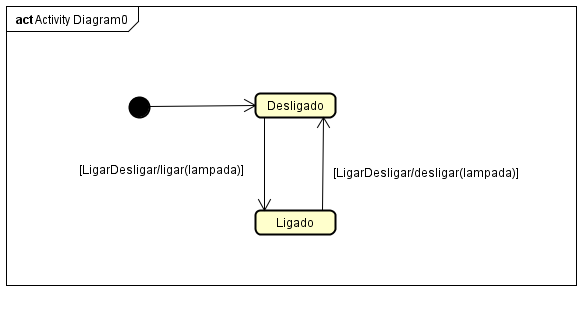 act Activity Diagram0
Desligado
[LigarDesligar/ligar(lampada)]
[LigarDesligar/desligar(lampada)]
Ligado